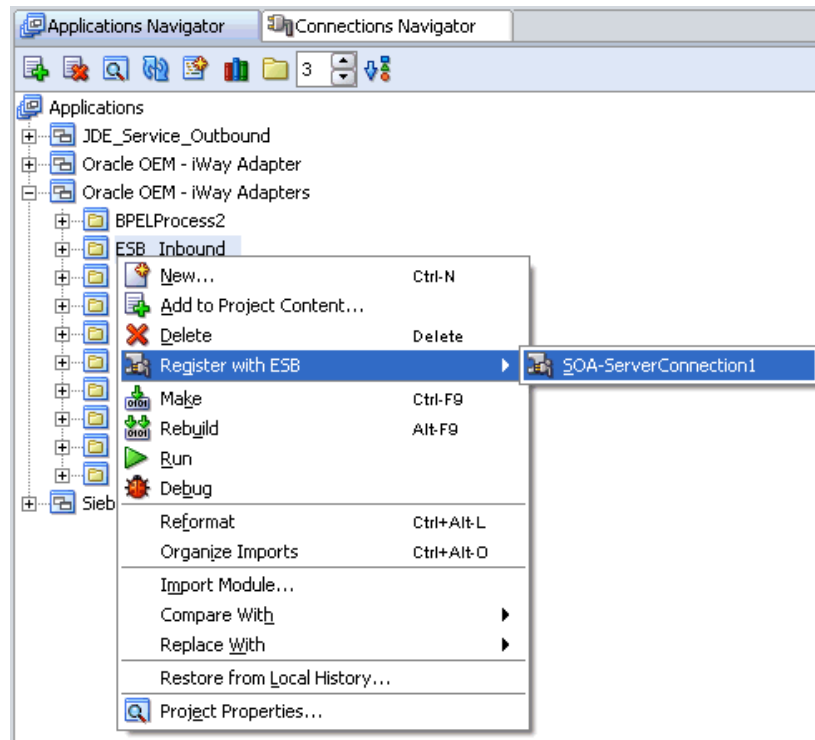 Applications Navigator Connections Navigator
3
Applications
JDE_Service_Outbound
Oracle OEM - iWay Adapter
Oracle OEM - iWay Adapters
BPELProcess2
ESB_Inbound
New... Ctrl-N
Add to Project Content...
Delete Delete
Register with ESB SOA-ServerConnection1
Make Ctrl-F9
Rebuild Alt-F9
Run
Debug
Sieb
Reformat Ctrl+Alt-L
Organize Imports Ctrl+Alt-O
Import Module...
Compare With
Replace With
Restore from Local History...
Project Properties...